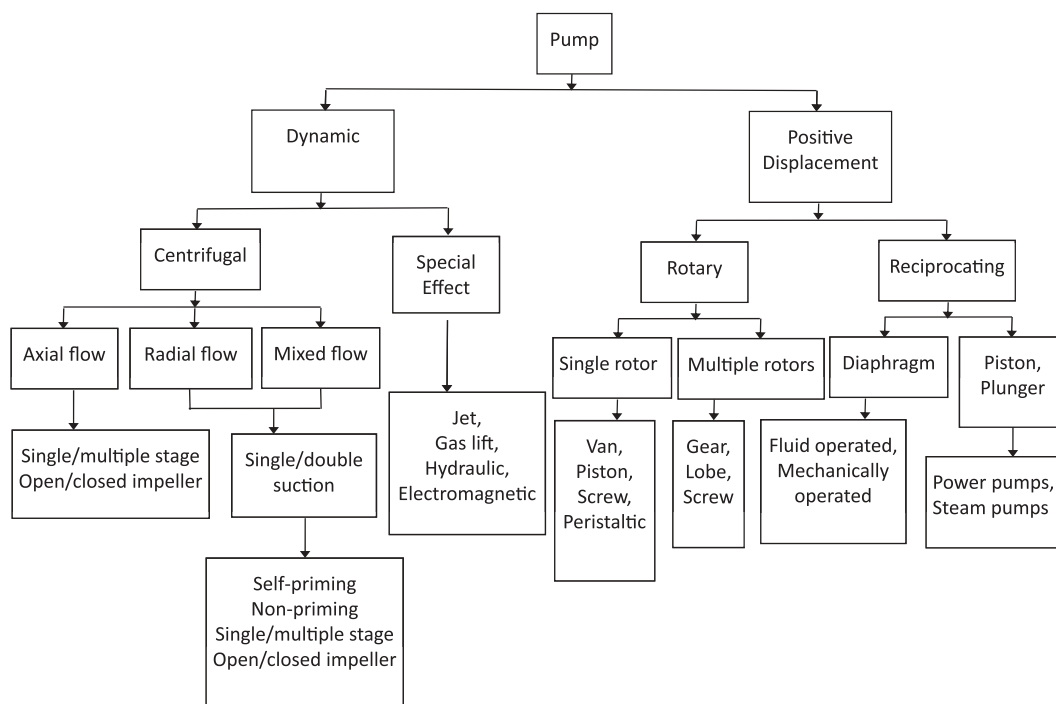 Pump
Dynamic
Positive
Displacement
Centrifugal
Special
Effect
Rotary
Reciprocating
Axial flow
Radial flow
Mixed flow
Single rotor
Multiple rotors
Diaphragm
Piston,
Plunger
Single/multiple stage
Open/closed impeller
Single/double
suction
Jet,
Gas lift,
Hydraulic,
Electromagnetic
Van,
Piston,
Screw,
Peristaltic
Gear,
Lobe,
Screw
Fluid operated,
Mechanically
operated
Power pumps,
Steam pumps
Self-priming
Non-priming
Single/multiple stage
Open/closed impeller